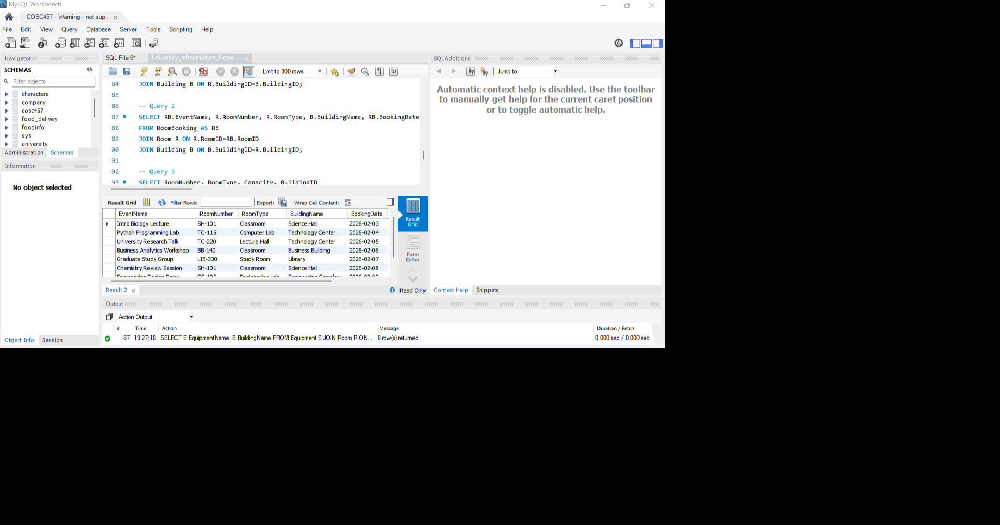 MySQL Workbench
COSC457 - Warning - not sup...
File Edit View Query Database Server Tools Scripting Help
Navigator
SCHEMAS
Filter objects
characters
company
cosc457
food_delivery
foodinfo
sys
university
Administration Schemas
Information
No object selected
Object Info Session
SQL File 6*
University_Infrastructure_Home...
Limit to 300 rows
84 JOIN Building B ON R.BuildingID=B.BuildingID;
85
86 -- Query 2
87 SELECT RB.EventName, R.RoomNumber, R.RoomType, B.BuildingName, RB.BookingDate
88 FROM RoomBooking AS RB
89 JOIN Room R ON R.RoomID=RB.RoomID
90 JOIN Building B ON B.BuildingID=R.BuildingID;
91
92 -- Query 3
93 SELECT RoomNumber, RoomType, Capacity, BuildingID
Result Grid Filter Rows: Export: Wrap Cell Content:
EventName RoomNumber RoomType BuildingName BookingDate
Intro Biology Lecture SH-101 Classroom Science Hall 2026-02-03
Python Programming Lab TC-115 Computer Lab Technology Center 2026-02-04
University Research Talk TC-220 Lecture Hall Technology Center 2026-02-05
Business Analytics Workshop BB-140 Classroom Business Building 2026-02-06
Graduate Study Group LIB-300 Study Room Library 2026-02-07
Chemistry Review Session SH-101 Classroom Science Hall 2026-02-08
Result
Grid
Form
Editor
Result 2
Read Only
SQLAdditions
Jump to
Automatic context help is disabled. Use the toolbar
to manually get help for the current caret position
or to toggle automatic help.
Context Help Snippets
Output
Action Output
# Time Action Message Duration / Fetch
87 19:27:18 SELECT E.EquipmentName, B.BuildingName FROM Equipment E JOIN Room R ON... 8 row(s) returned 0.000 sec / 0.000 sec